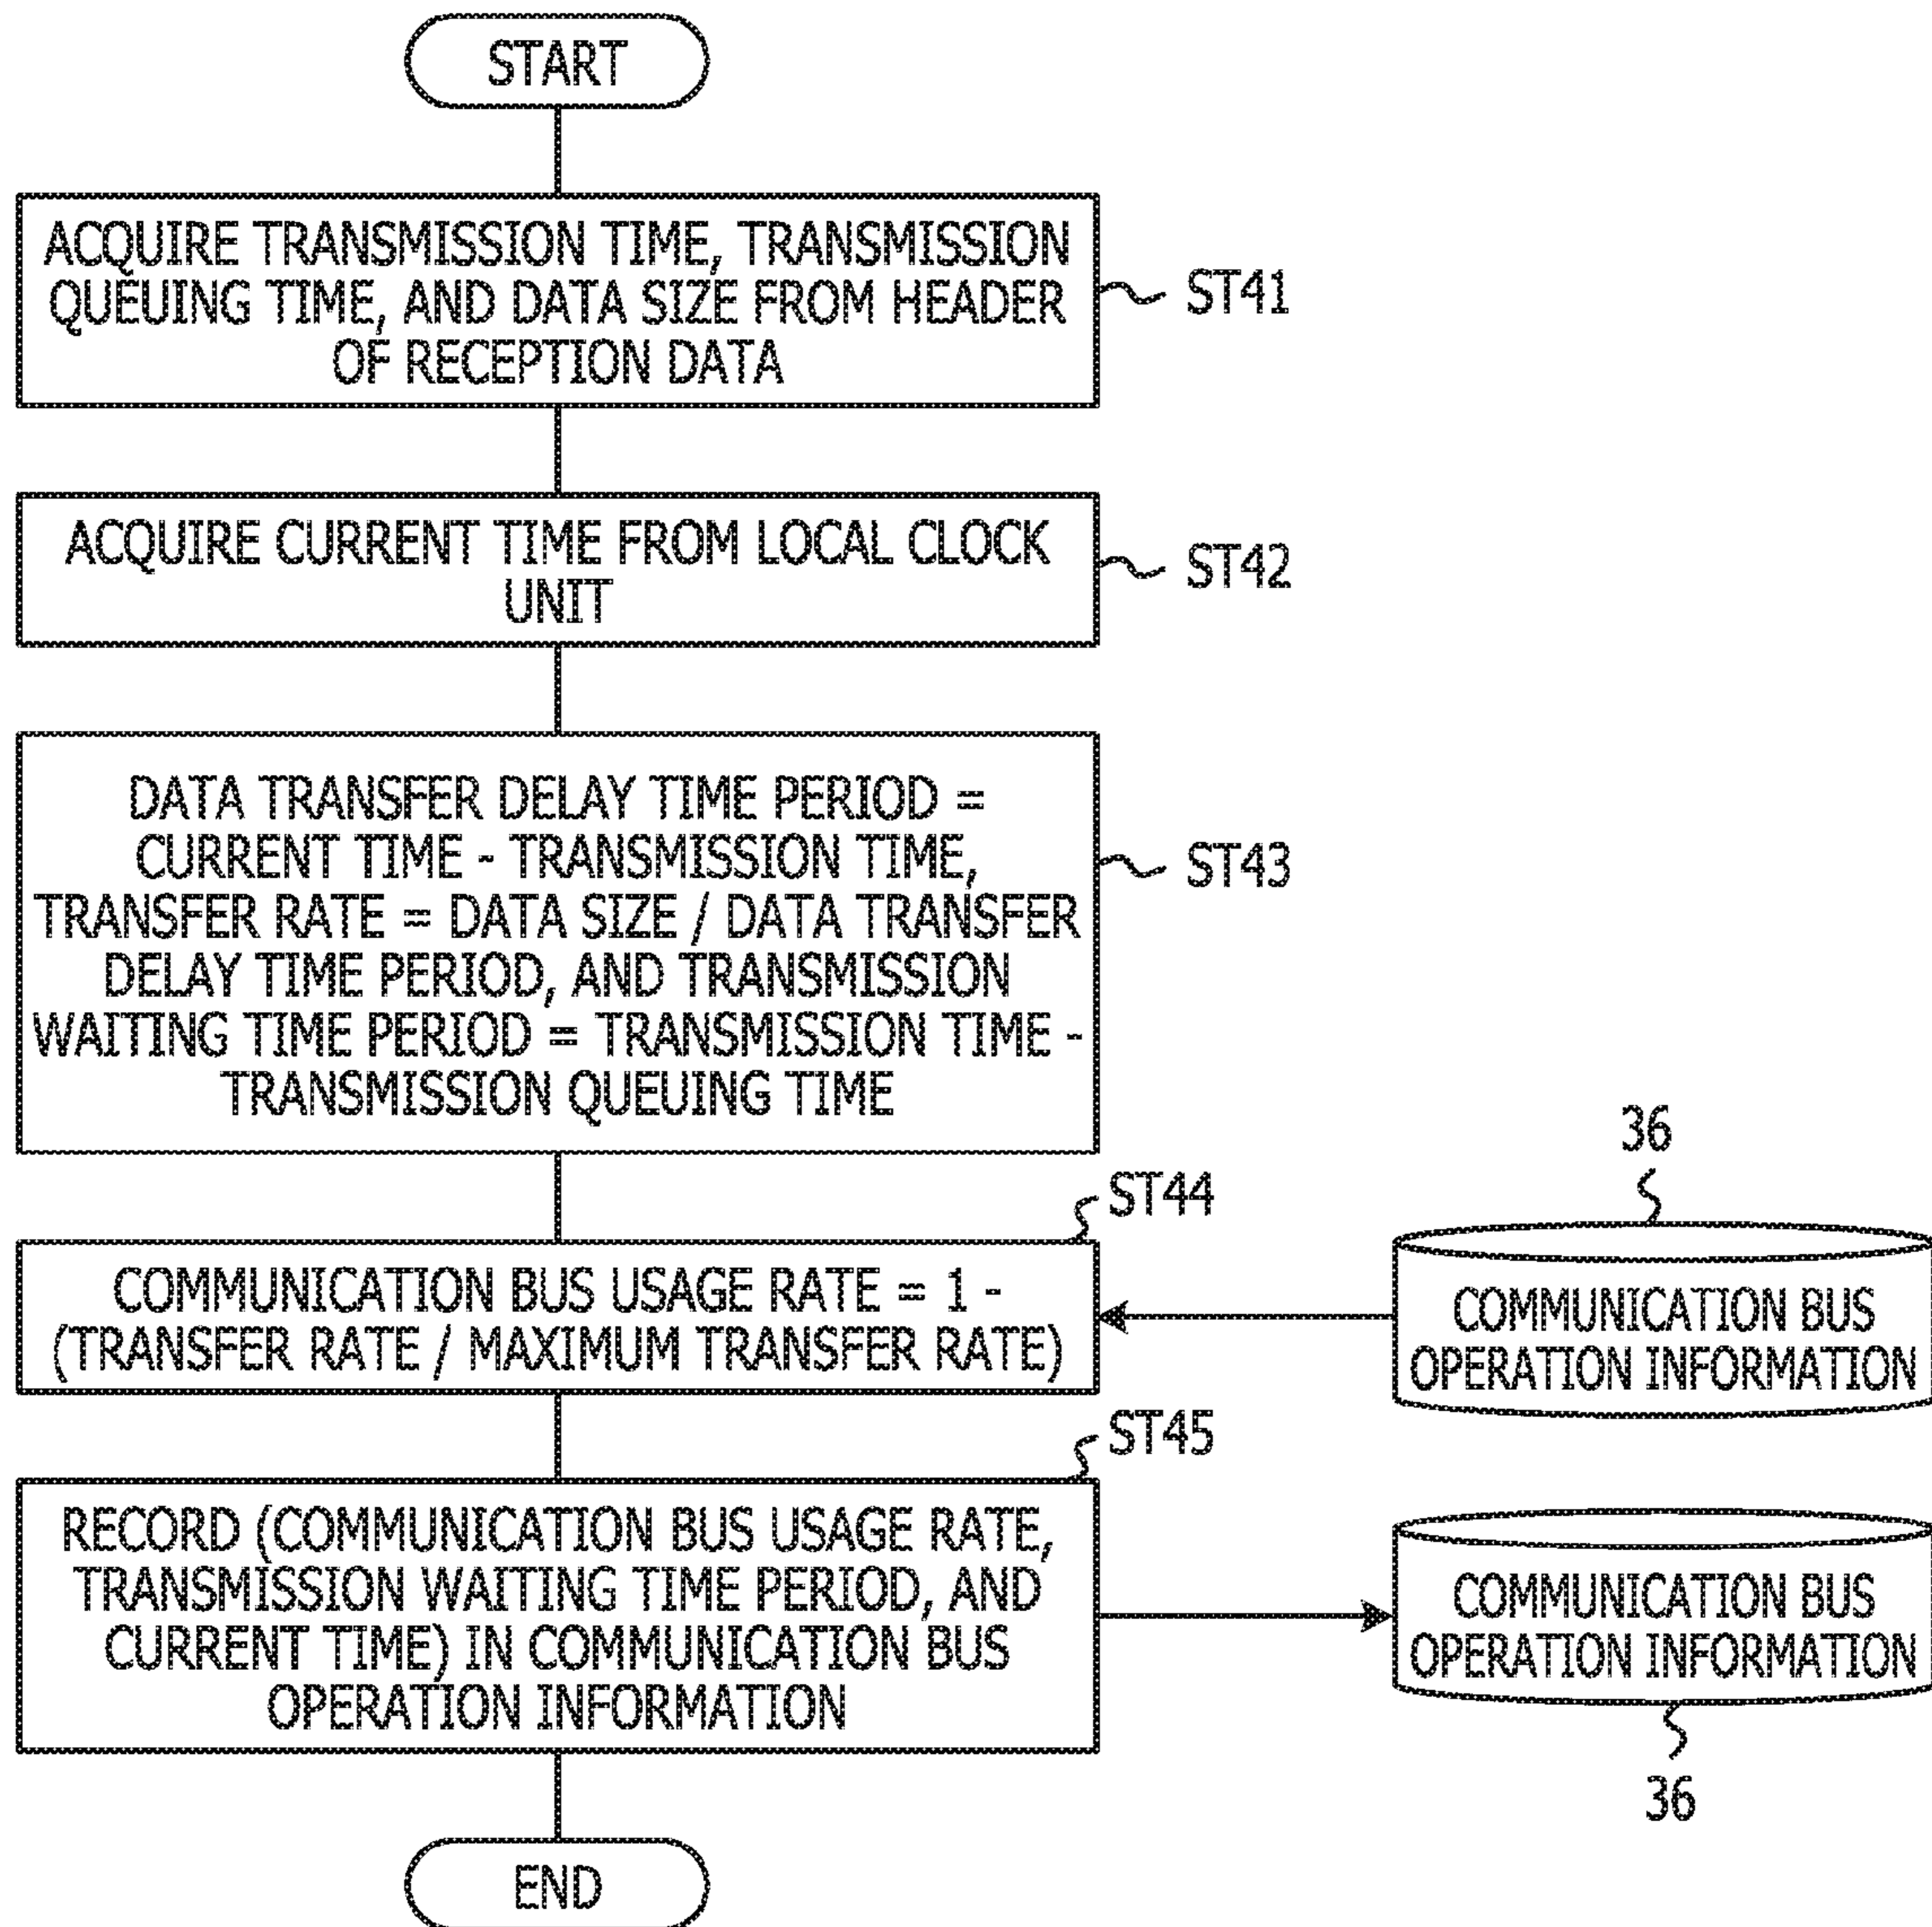 START
ACQUIRE TRANSMISSION TIME, TRANSMISSION
QUEUING TIME, AND DATA SIZE FROM HEADER
OF RECEPTION DATA
ST41
ACQUIRE CURRENT TIME FROM LOCAL CLOCK
UNIT
ST42
DATA TRANSFER DELAY TIME PERIOD =
CURRENT TIME - TRANSMISSION TIME,
TRANSFER RATE = DATA SIZE / DATA TRANSFER
DELAY TIME PERIOD, AND TRANSMISSION
WAITING TIME PERIOD = TRANSMISSION TIME -
TRANSMISSION QUEUING TIME
ST43
ST44
COMMUNICATION BUS USAGE RATE = 1 -
(TRANSFER RATE / MAXIMUM TRANSFER RATE)
36
COMMUNICATION BUS
OPERATION INFORMATION
ST45
RECORD (COMMUNICATION BUS USAGE RATE,
TRANSMISSION WAITING TIME PERIOD, AND
CURRENT TIME) IN COMMUNICATION BUS
OPERATION INFORMATION
COMMUNICATION BUS
OPERATION INFORMATION
36
END